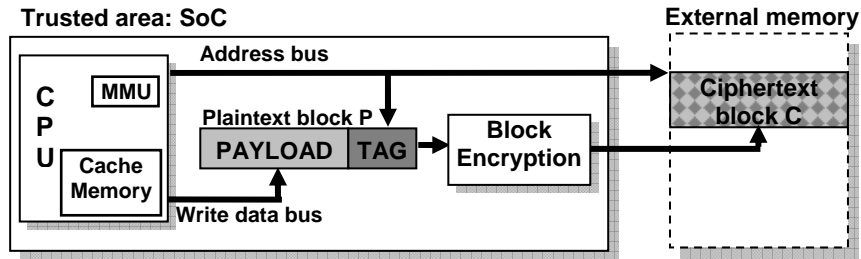 Trusted area: SoC
External memory
Address bus
CPU
MMU
Cache
Memory
Plaintext block P
PAYLOAD
TAG
Block
Encryption
Write data bus
Ciphertext
block C